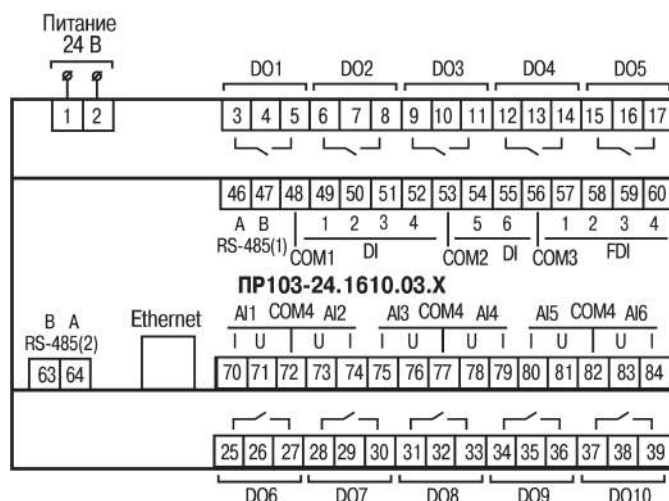 Питание
24 В
DO1 DO2 DO3 DO4 DO5
1 2 3 4 5 6 7 8 9 10 11 12 13 14 15 16 17
46 47 48 49 50 51 52 53 54 55 56 57 58 59 60
A B 1 2 3 4 5 6 1 2 3 4
RS-485(1) COM1 DI COM2 DI COM3 FDI
ПР103-24.1610.03.X
B A Ethernet AI1 COM4 AI2 AI3 COM4 AI4 AI5 COM4 AI6
RS-485(2) I U U I I U U I I U U I
63 64 70 71 72 73 74 75 76 77 78 79 80 81 82 83 84
25 26 27 28 29 30 31 32 33 34 35 36 37 38 39
DO6 DO7 DO8 DO9 DO10